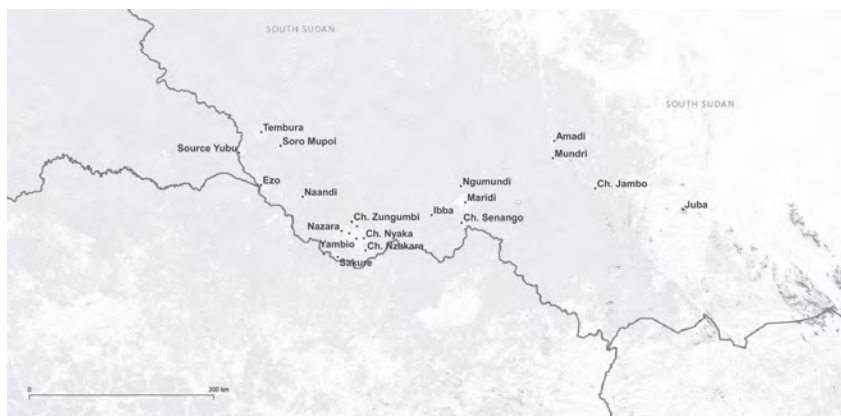 SOUTH SUDAN
SOUTH SUDAN
Tembura
Amadi
Soro Mupoi
Source Yubu
Mundri
Ezo
Ngumundi
Ch. Jambo
Naandi
Maridi
Juba
Ibba
Ch. Zungumbi
Ch. Senango
Nazara
Ch. Nyaka
Yambio
Ch. Nzakara
Sakure
0
200 km